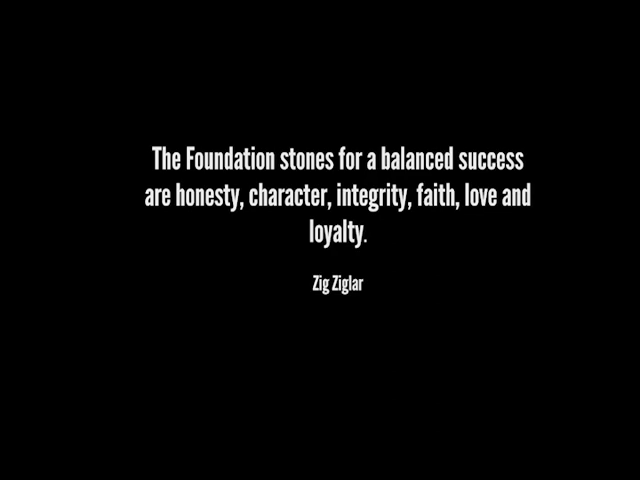 The Foundation stones for a balanced success
are honesty, character, integrity, faith, love and
loyalty.
Zig Ziglar